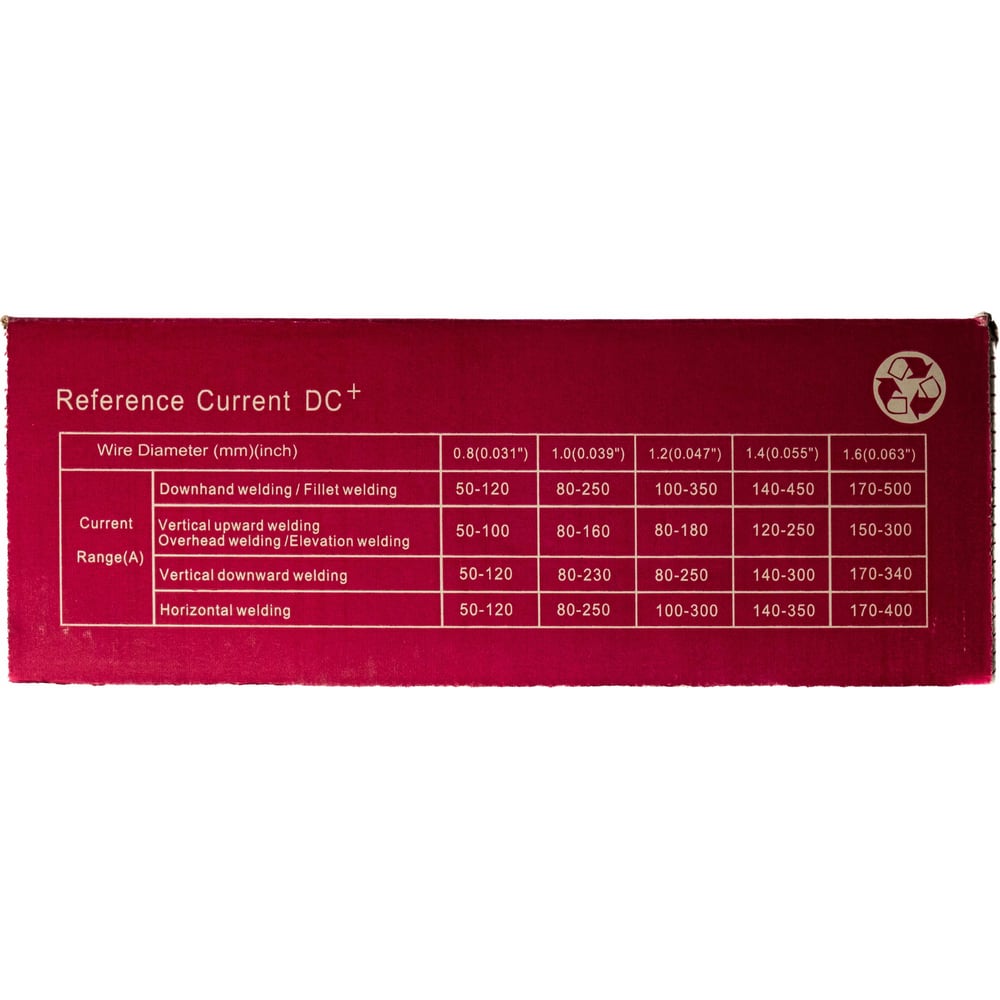 Reference Current DC+
Wire Diameter (mm)(inch) 0.8(0.031") 1.0(0.039") 1.2(0.047") 1.4(0.055") 1.6(0.063")
Current
Range(A)
Downhand welding / Fillet welding 50-120 80-250 100-350 140-450 170-500
Vertical upward welding
Overhead welding /Elevation welding 50-100 80-160 80-180 120-250 150-300
Vertical downward welding 50-120 80-230 80-250 140-300 170-340
Horizontal welding 50-120 80-250 100-300 140-350 170-400